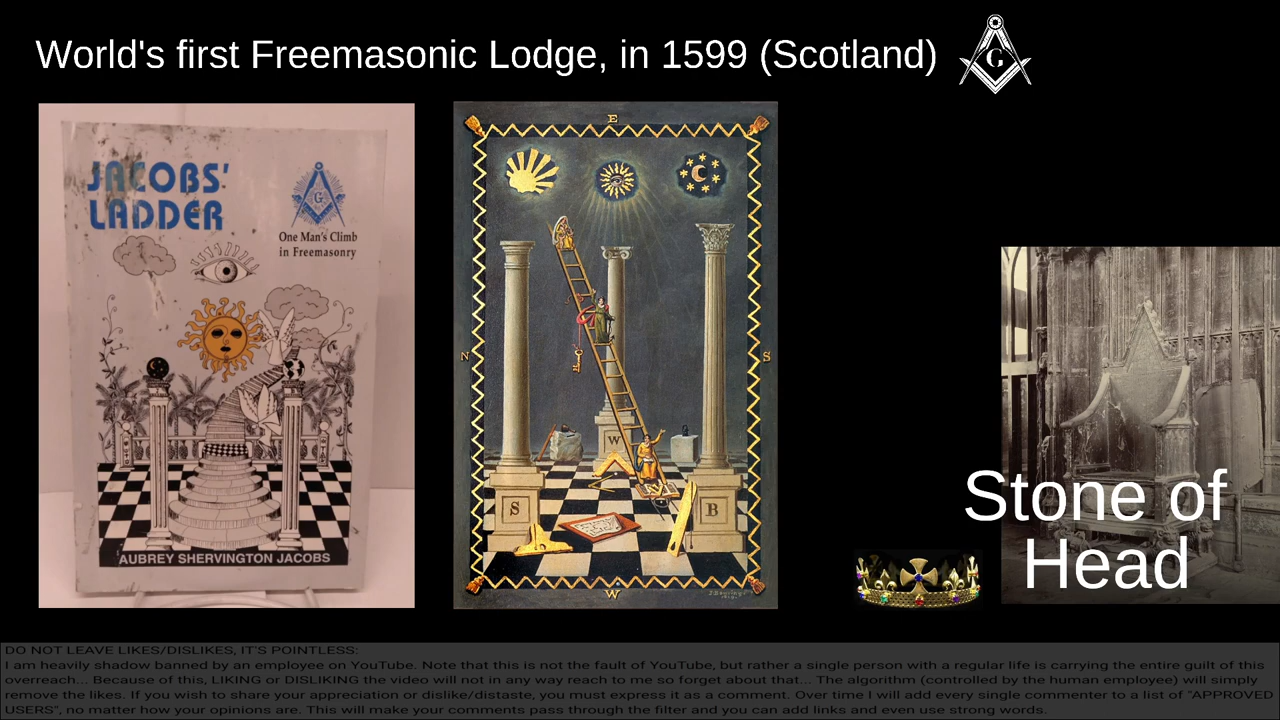 World's first Freemasonic Lodge, in 1599 (Scotland)
G
JACOBS'
LADDER
G
One Man's Climb
in Freemasonry
AUBREY SHERVINGTON JACOBS
E
N
S
W
S
B
W
Stone of
Head
DO NOT LEAVE LIKES/DISLIKES, IT'S POINTLESS:
I am heavily shadow banned by an employee on YouTube. Note that this is not the fault of YouTube, but rather a single person with a regular life is carrying the entire guilt of this
overreach... Because of this, LIKING or DISLIKING the video will not in any way reach to me so forget about that... The algorithm (controlled by the human employee) will simply
remove the likes. If you wish to share your appreciation or dislike/distaste, you must express it as a comment. Over time I will add every single commenter to a list of "APPROVED
USERS", no matter how your opinions are. This will make your comments pass through the filter and you can add links and even use strong words.